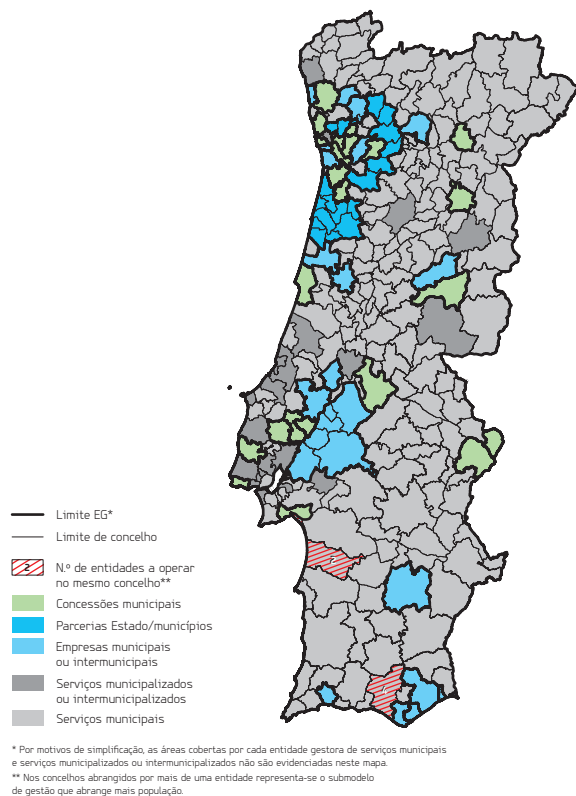 2
4
Limite EG*
Limite de concelho
2 N.º de entidades a operar
no mesmo concelho**
Concessões municipais
Parcerias Estado/municípios
Empresas municipais
ou intermunicipais
Serviços municipalizados
ou intermunicipalizados
Serviços municipais
* Por motivos de simplificação, as áreas cobertas por cada entidade gestora de serviços municipais
e serviços municipalizados ou intermunicipalizados não são evidenciadas neste mapa.
** Nos concelhos abrangidos por mais de uma entidade representa-se o submodelo
de gestão que abrange mais população.